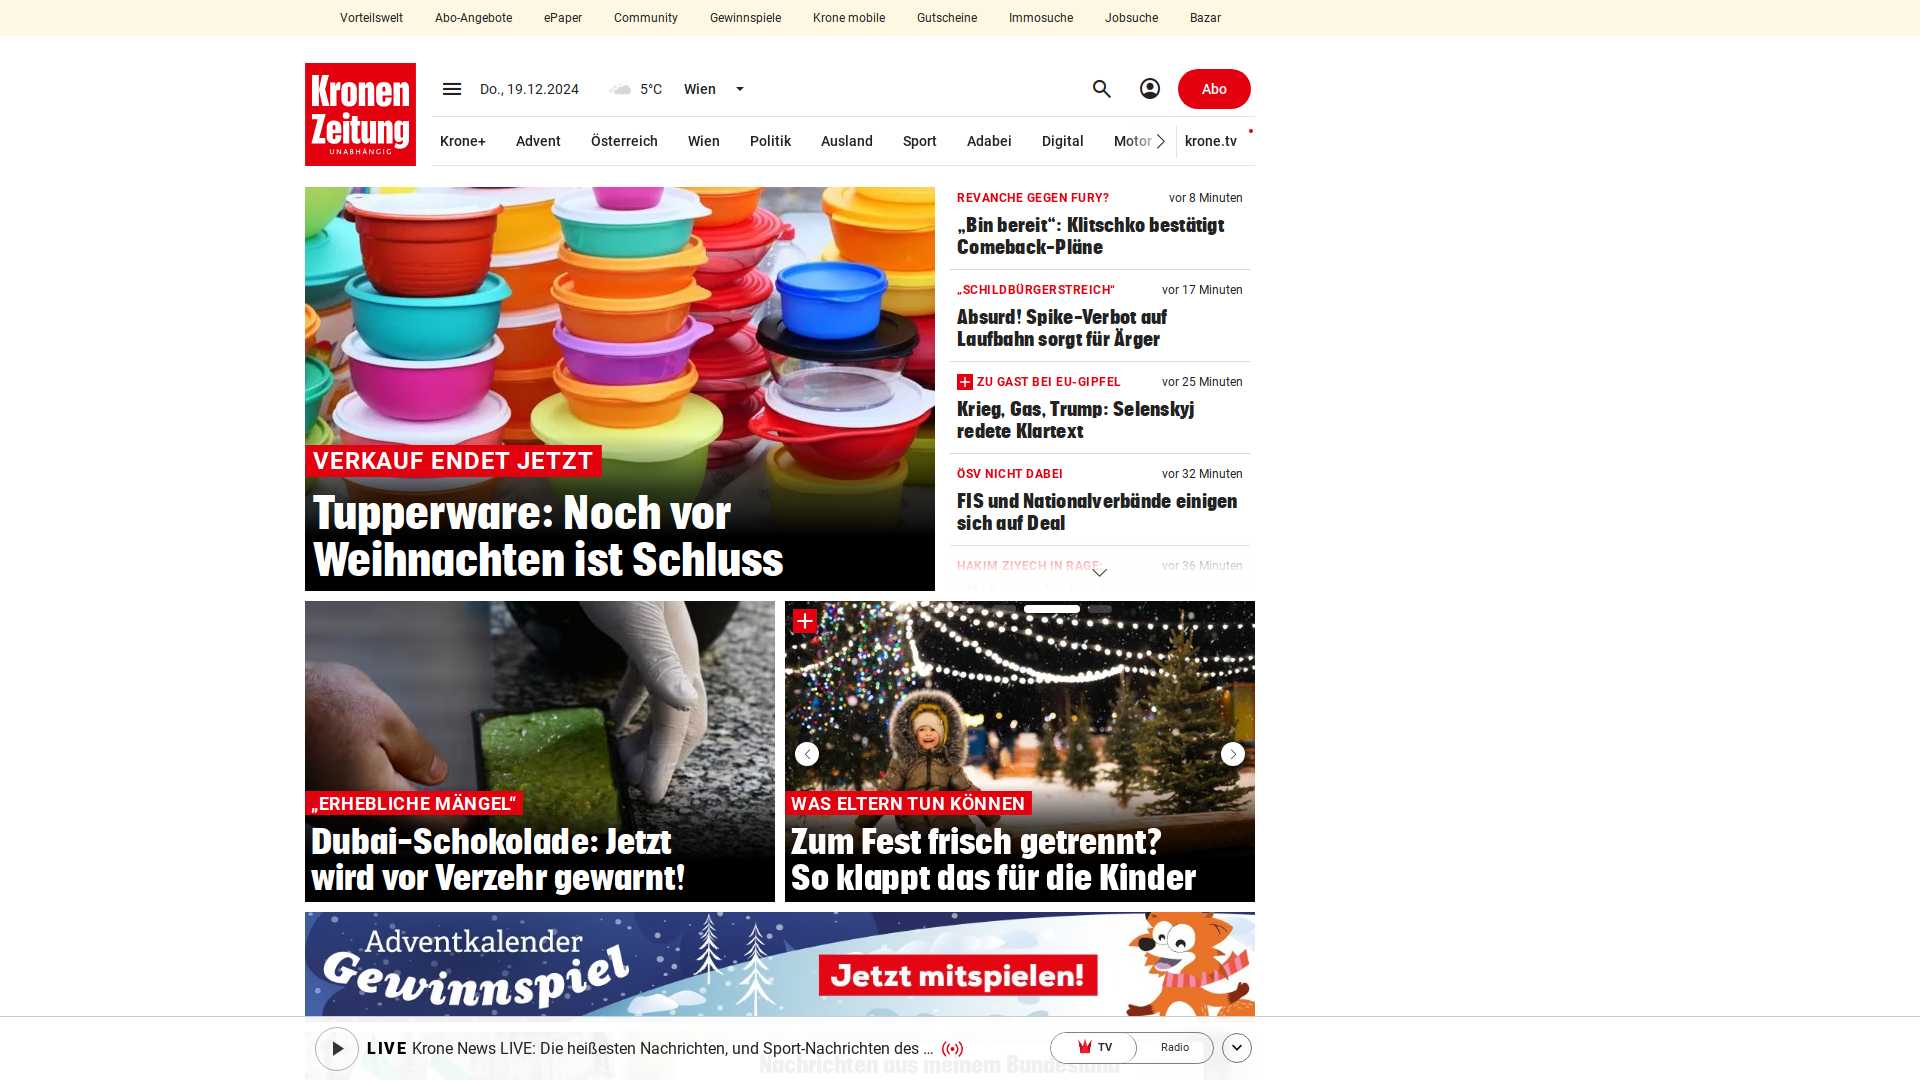 Vorteilswelt Abo-Angebote ePaper Community Gewinnspiele Krone mobile Gutscheine Immosuche Jobsuche Bazar
Kronen
Zeitung
UNABHÄNGIG
Do., 19.12.2024 5°C Wien Abo
Krone+ Advent Österreich Wien Politik Ausland Sport Adabei Digital Motor krone.tv
VERKAUF ENDET JETZT
Tupperware: Noch vor
Weihnachten ist Schluss
REVANCHE GEGEN FURY? vor 8 Minuten
„Bin bereit“: Klitschko bestätigt
Comeback-Pläne
„SCHILDBÜRGERSTREICH“ vor 17 Minuten
Absurd! Spike-Verbot auf
Laufbahn sorgt für Ärger
ZU GAST BEI EU-GIPFEL vor 25 Minuten
Krieg, Gas, Trump: Selenskyj
redete Klartext
ÖSV NICHT DABEI vor 32 Minuten
FIS und Nationalverbände einigen
sich auf Deal
HAKIM ZIYECH IN RAGE: vor 36 Minuten
„ERHEBLICHE MÄNGEL“
Dubai-Schokolade: Jetzt
wird vor Verzehr gewarnt!
WAS ELTERN TUN KÖNNEN
Zum Fest frisch getrennt?
So klappt das für die Kinder
Adventkalender
Gewinnspiel
Jetzt mitspielen!
LIVE Krone News LIVE: Die heißesten Nachrichten, und Sport-Nachrichten des ... TV Radio
Nachrichten aus meinem Bundesland